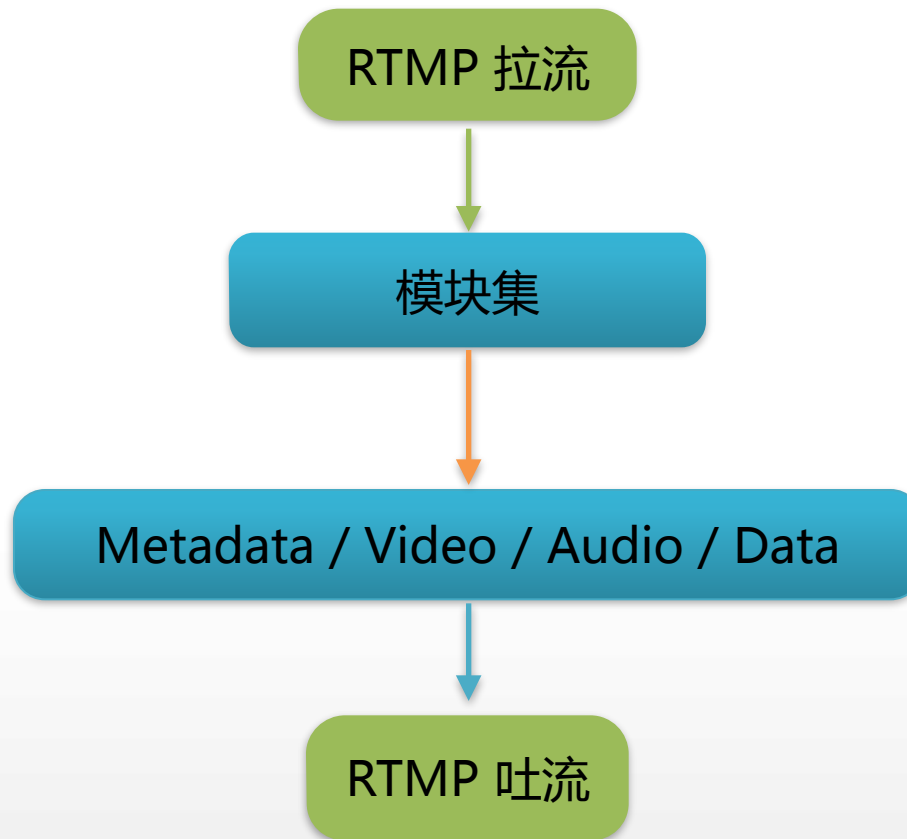 RTMP 拉流
模块集
Metadata / Video / Audio / Data
RTMP 吐流